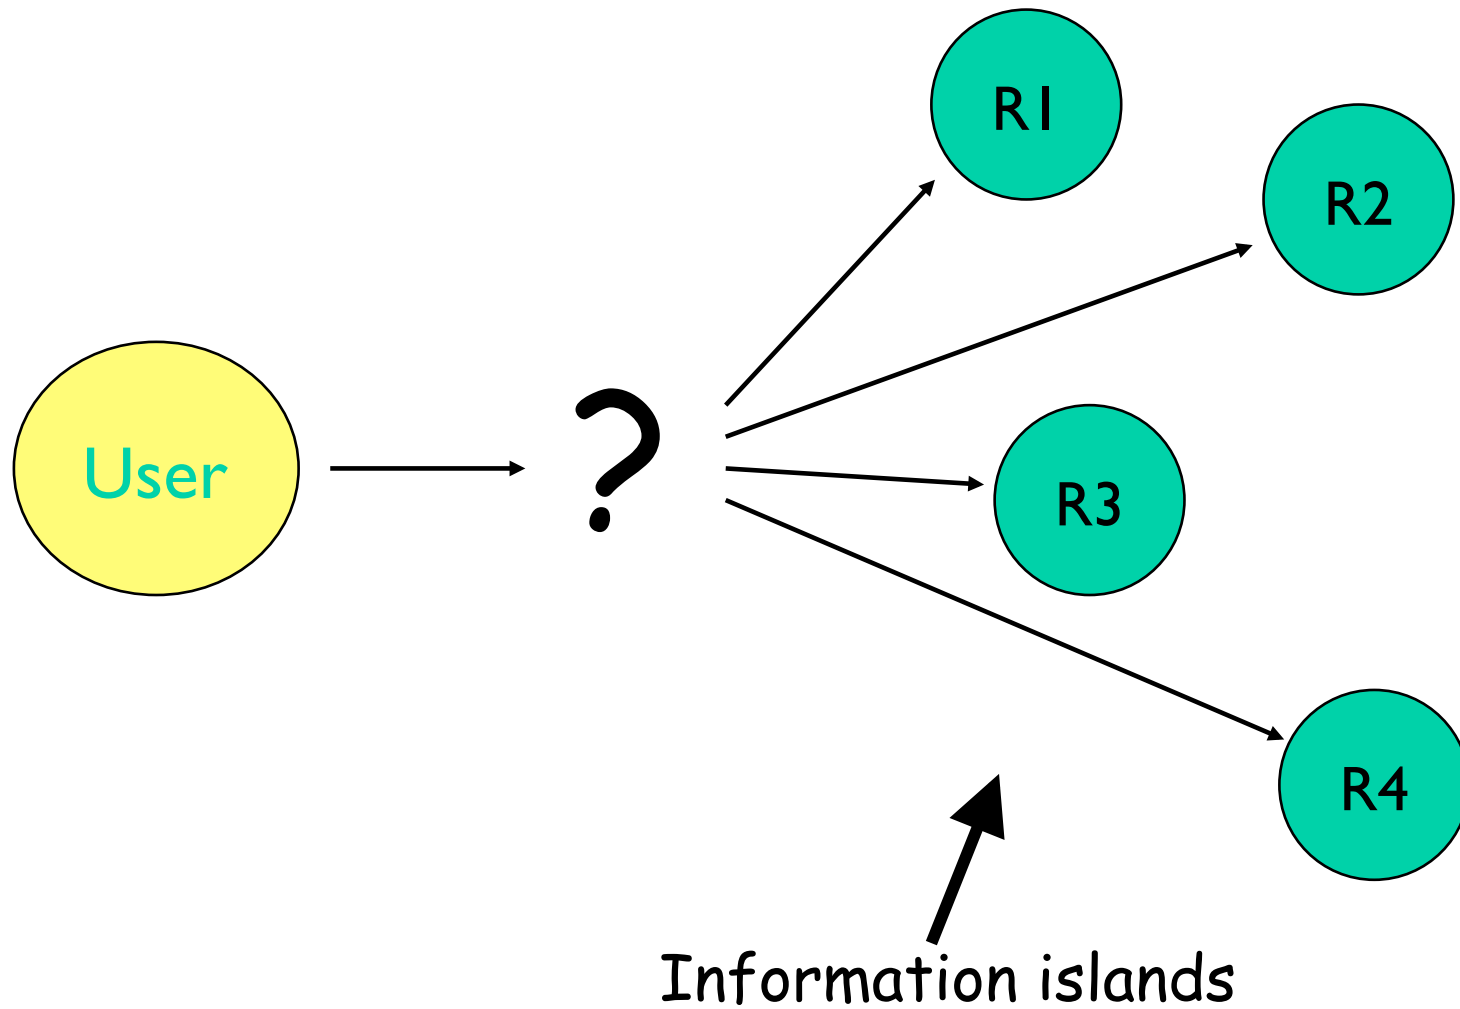 R1
R2
User
?
R3
R4
Information islands